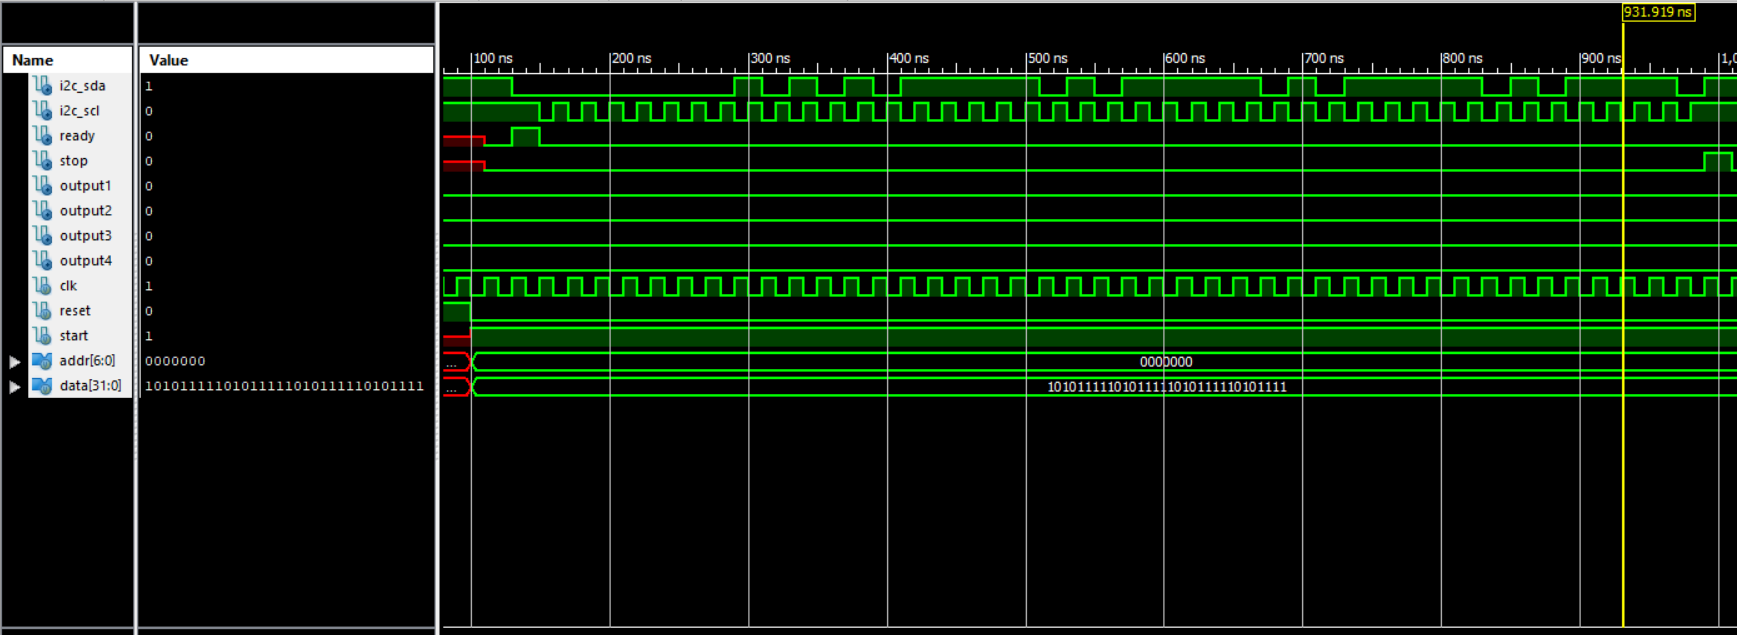 931.919 ns
Name Value
100 ns 200 ns 300 ns 400 ns 500 ns 600 ns 700 ns 800 ns 900 ns 1,0
i2c_sda 1
i2c_scl 0
ready 0
stop 0
output1 0
output2 0
output3 0
output4 0
clk 1
reset 0
start 1
addr[6:0] 0000000 ... 0000000
data[31:0] 10101111101011111010111110101111 ... 10101111101011111010111110101111